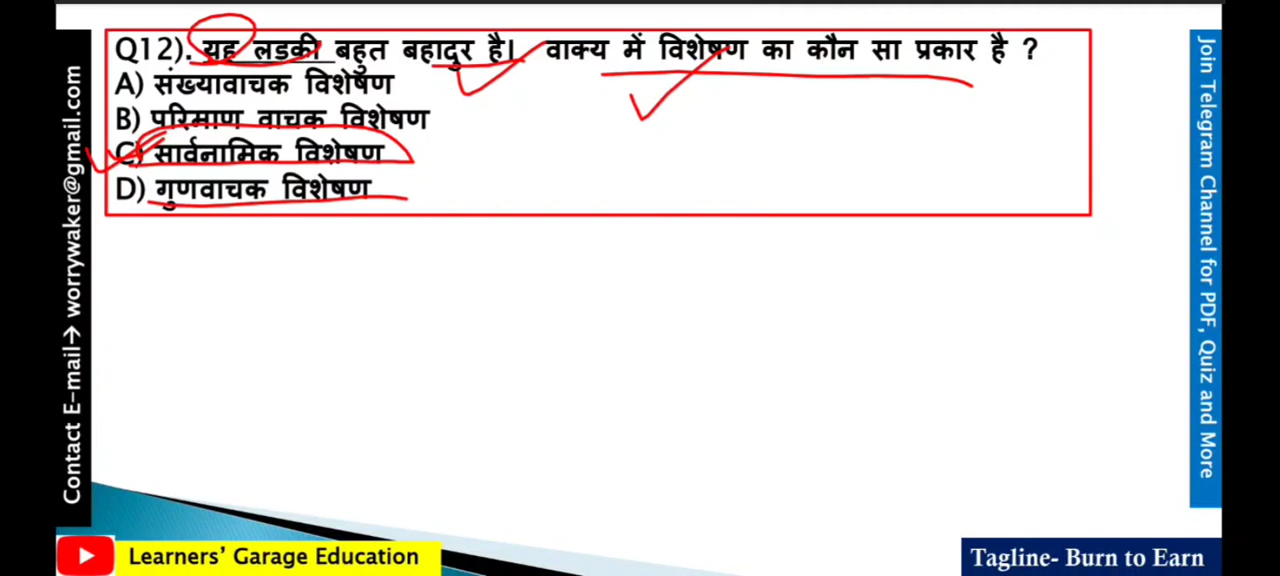 Q12). यह लडकी बहुत बहादुर है। वाक्य में विशेषण का कौन सा प्रकार है ?
A) संख्यावाचक विशेषण
B) परिमाण वाचक विशेषण
C) सार्वनामिक विशेषण
D) गुणवाचक विशेषण
Contact E-mail→ worrywaker@gmail.com
Join Telegram Channel for PDF, Quiz and More
Learners’ Garage Education
Tagline- Burn to Earn